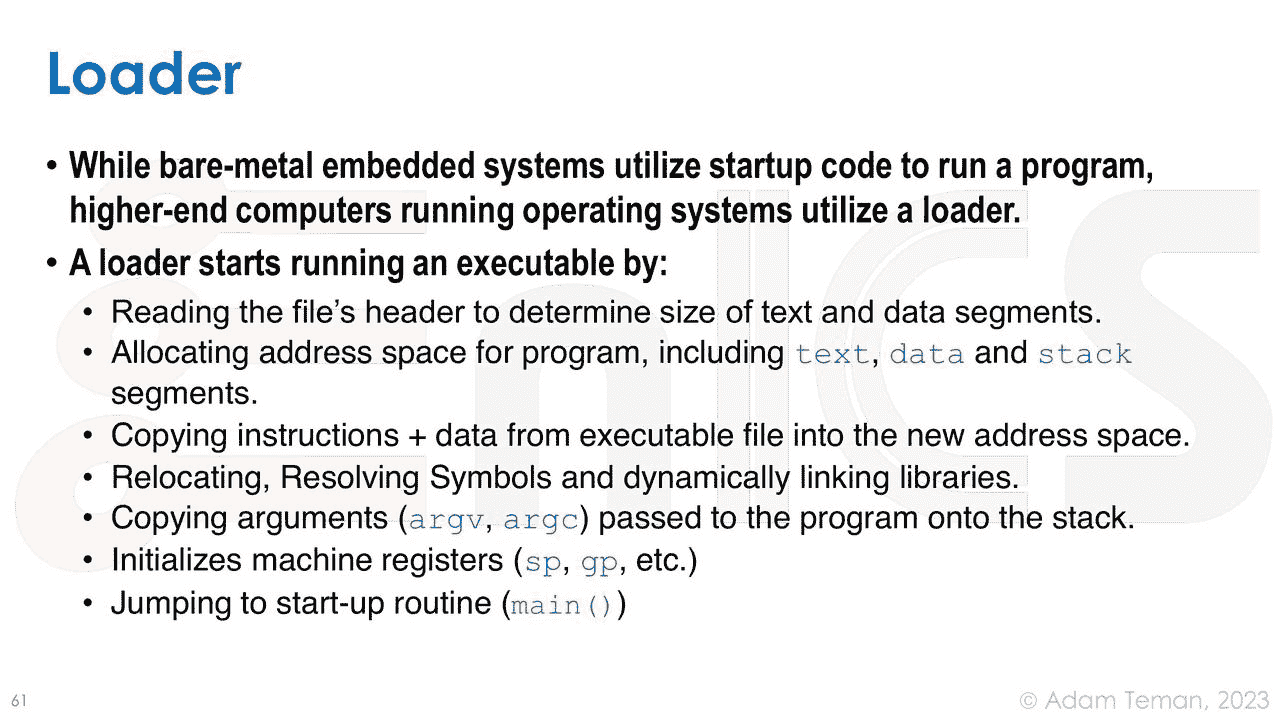 Loader
• While bare-metal embedded systems utilize startup code to run a program,
higher-end computers running operating systems utilize a loader.
• A loader starts running an executable by:
• Reading the file’s header to determine size of text and data segments.
• Allocating address space for program, including text, data and stack
segments.
• Copying instructions + data from executable file into the new address space.
• Relocating, Resolving Symbols and dynamically linking libraries.
• Copying arguments (argv, argc) passed to the program onto the stack.
• Initializes machine registers (sp, gp, etc.)
• Jumping to start-up routine (main())
EnICS
61
© Adam Teman, 2023